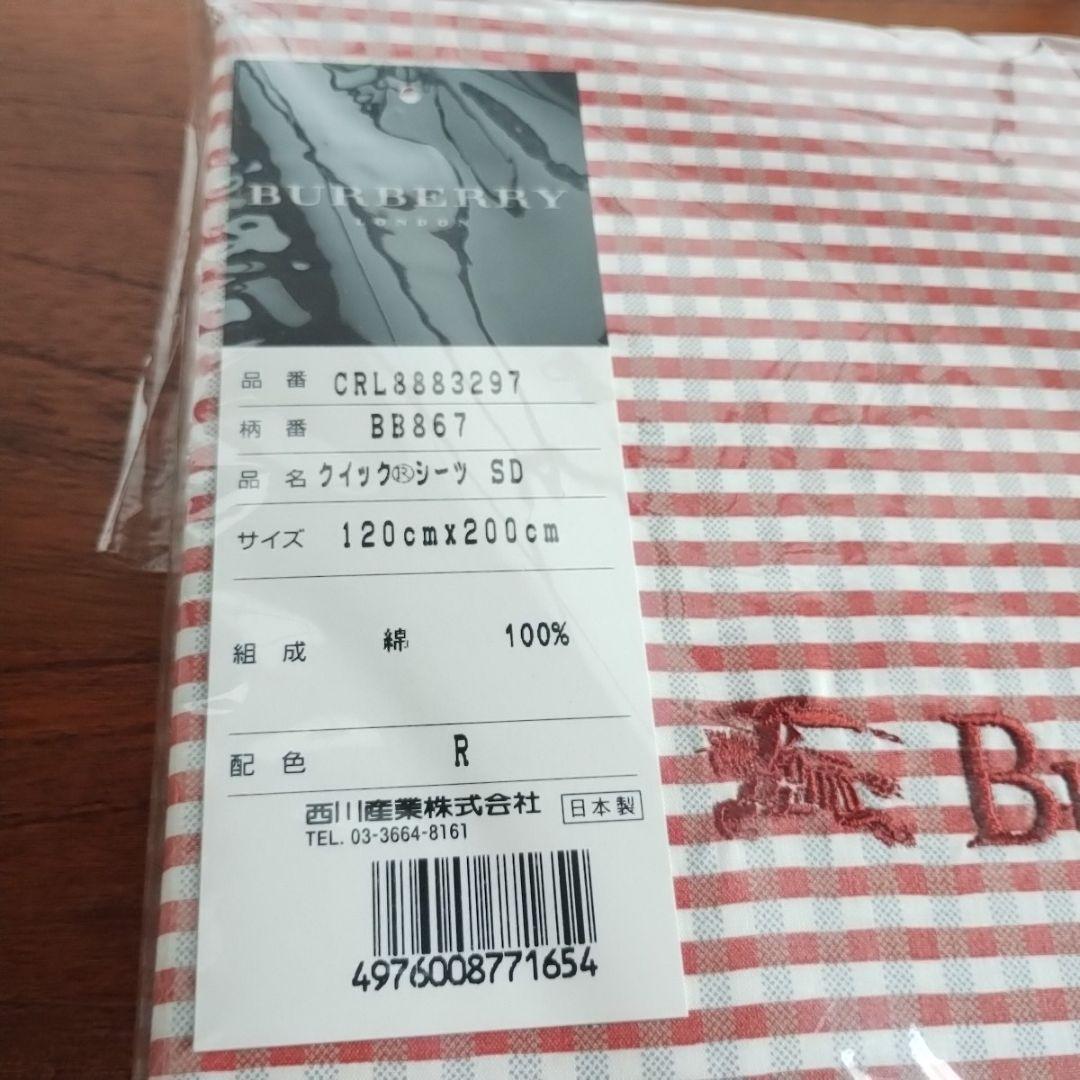 BURBERRY
LONDON
品番 CRL8883297
柄番 BB867
品名 クイック®シーツ SD
サイズ 120cmx200cm
組成 綿 100%
配色 R
西川産業株式会社 日本製
TEL. 03-3664-8161
4976008771654